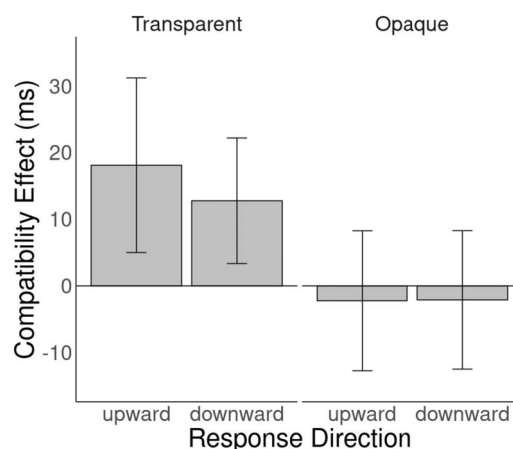 Transparent Opaque
Compatibility Effect (ms)
30
20
10
0
-10
upward downward upward downward
Response Direction